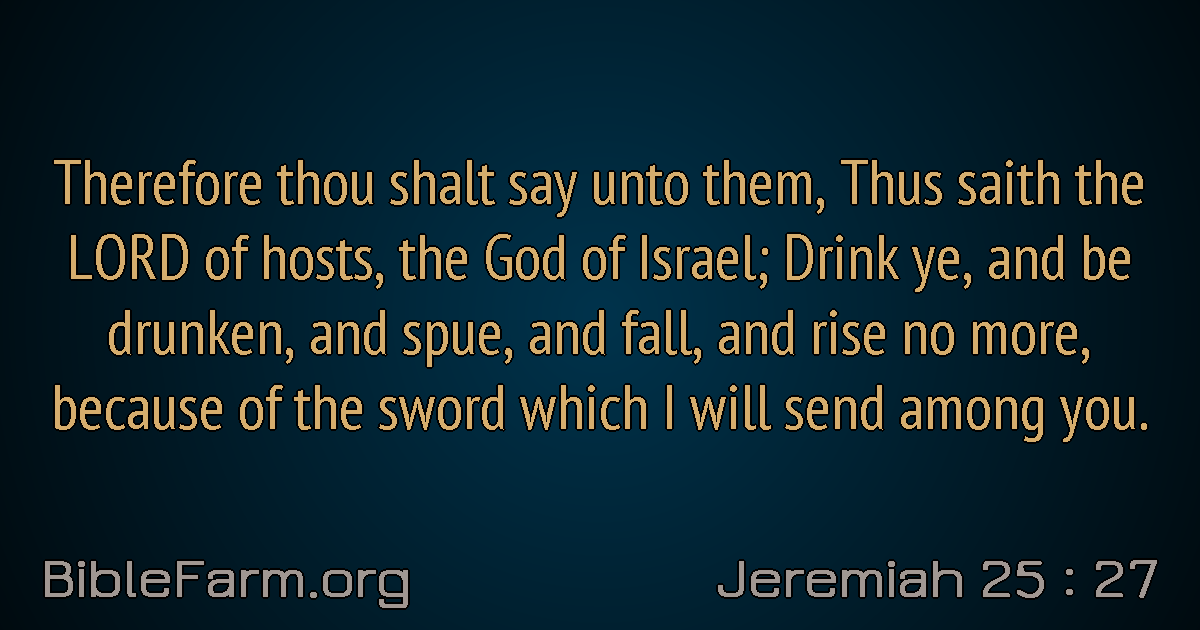 Therefore thou shalt say unto them, Thus saith the
LORD of hosts, the God of Israel; Drink ye, and be
drunken, and spue, and fall, and rise no more,
because of the sword which I will send among you.
BibleFarm.org
Jeremiah 25 : 27